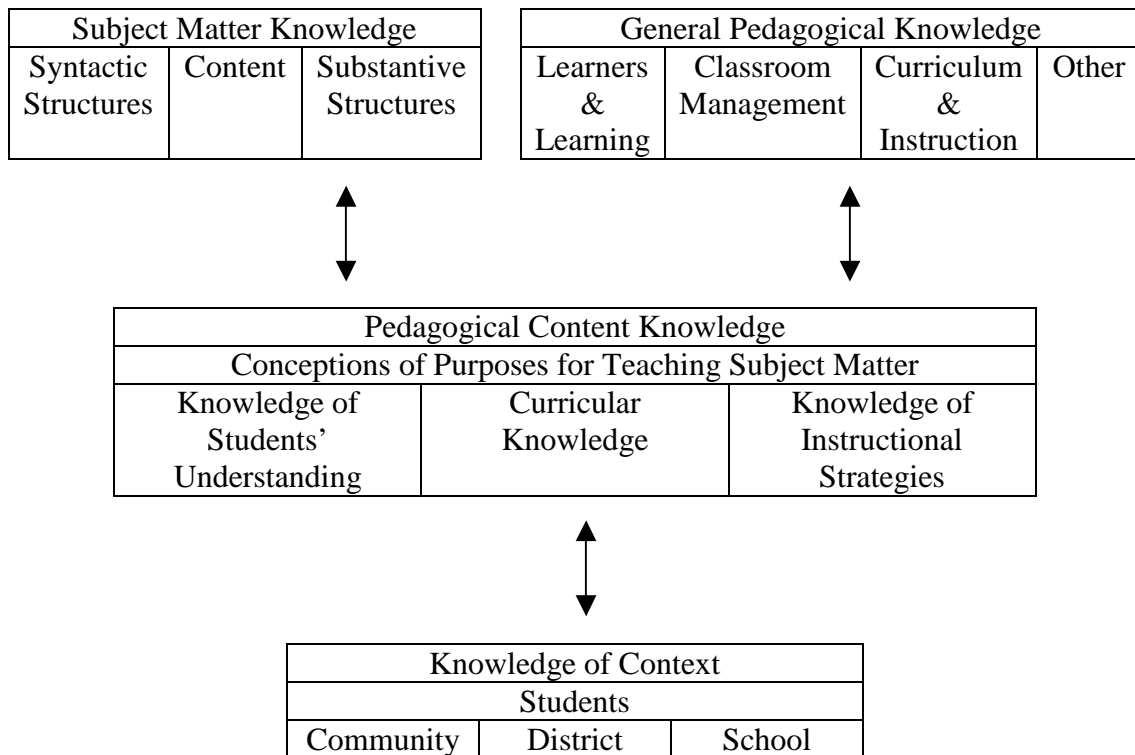 Subject Matter Knowledge
Syntactic
Structures
Content
Substantive
Structures
General Pedagogical Knowledge
Learners
&
Learning
Classroom
Management
Curriculum
&
Instruction
Other
Pedagogical Content Knowledge
Conceptions of Purposes for Teaching Subject Matter
Knowledge of
Students’
Understanding
Curricular
Knowledge
Knowledge of
Instructional
Strategies
Knowledge of Context
Students
Community
District
School